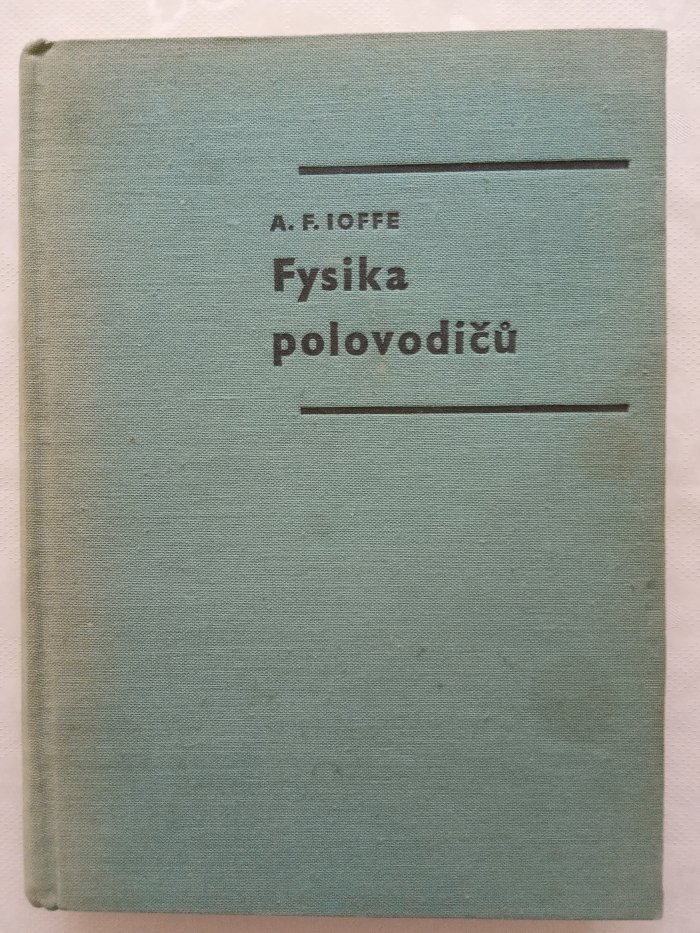 A. F. IOFFE
Fysika
polovodičů